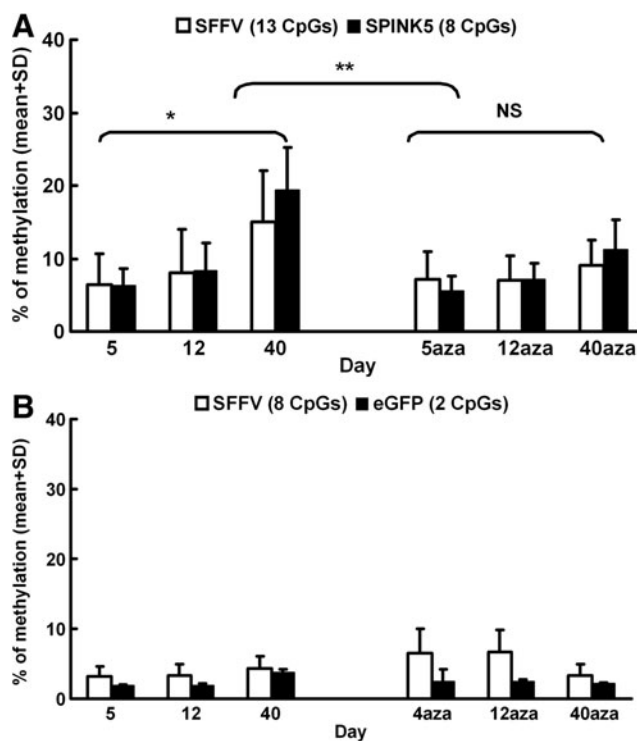 A
SFFV (13 CpGs) SPINK5 (8 CpGs)
% of methylation (mean+SD)
40
30
20
10
0
*
**
NS
5 12 40 5aza 12aza 40aza
Day
B
SFFV (8 CpGs) eGFP (2 CpGs)
% of methylation (mean+SD)
40
30
20
10
0
5 12 40 4aza 12aza 40aza
Day